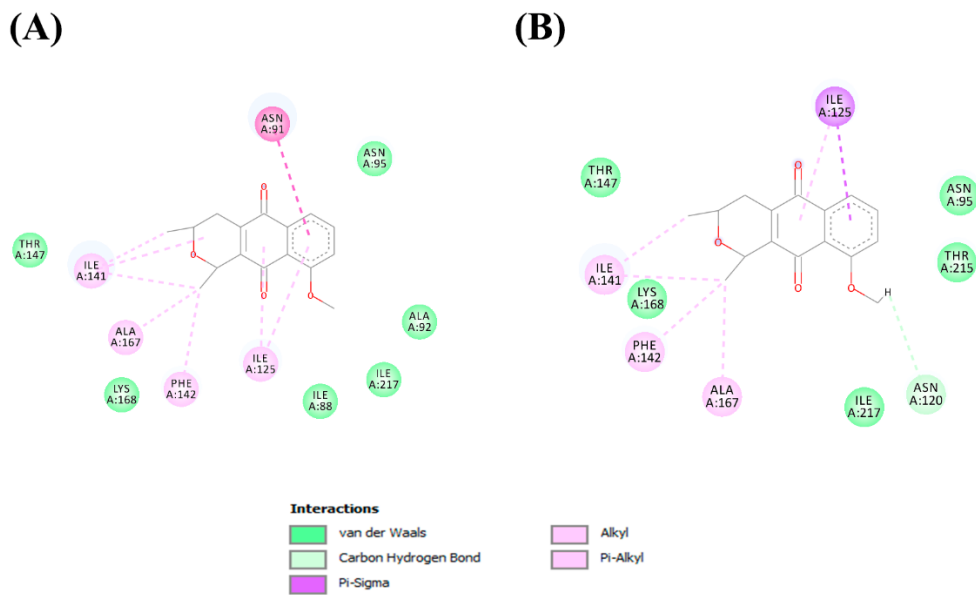 (A)
(B)
ASN
A:91
ASN
A:95
THR
A:147
ILE
A:141
ALA
A:167
LYS
A:168
PHE
A:142
ILE
A:125
ILE
A:88
ILE
A:217
ALA
A:92
O
O
O
O
ILE
A:125
THR
A:147
ASN
A:95
THR
A:215
ILE
A:141
LYS
A:168
PHE
A:142
ALA
A:167
ILE
A:217
ASN
A:120
O
O
O
O
H
Interactions
van der Waals
Carbon Hydrogen Bond
Pi-Sigma
Alkyl
Pi-Alkyl